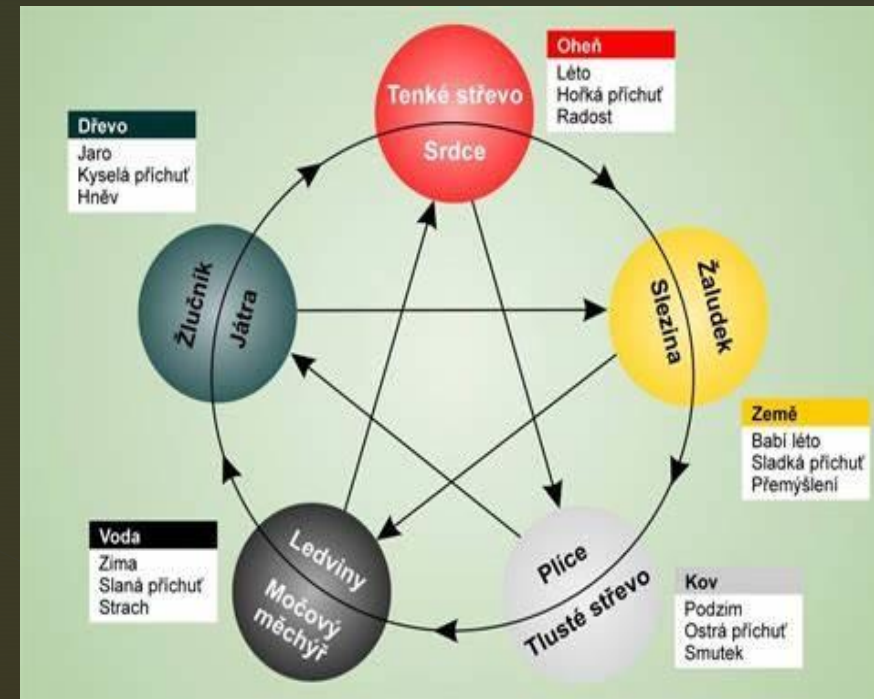 Oheň
Léto
Hořká příchuť
Radost
Tenké střevo
Srdce
Dřevo
Jaro
Kyselá příchuť
Hněv
Žlučník
Játra
Žaludek
Slezina
Země
Babí léto
Sladká příchuť
Přemýšlení
Voda
Zima
Slaná příchuť
Strach
Ledviny
Močový
měchýř
Plíce
Tlusté střevo
Kov
Podzim
Ostrá příchuť
Smutek